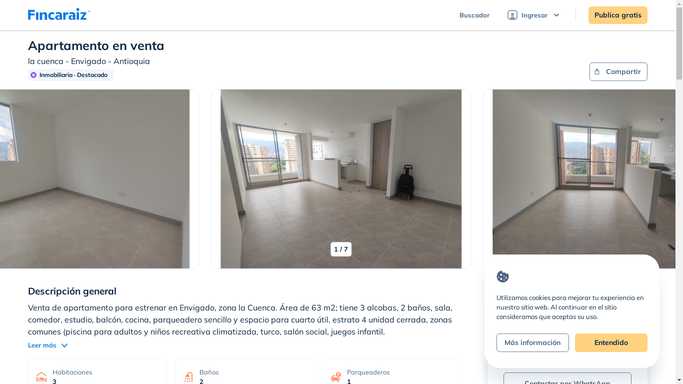 Fincaraíz
Buscador
Ingresar
Publica gratis
Apartamento en venta
la cuenca - Envigado - Antioquia
Inmobiliaria · Destacado
Compartir
1 / 7
Descripción general
Venta de apartamento para estrenar en Envigado, zona la Cuenca. Área de 63 m2; tiene 3 alcobas, 2 baños, sala,
comedor, estudio, balcón, cocina, parqueadero sencillo y espacio para cuarto útil, estrato 4 unidad cerrada, zonas
comunes (piscina para adultos y niños recreativa climatizada, turco, salón social, juegos infantil.
Leer más
Habitaciones
3
Baños
2
Parqueaderos
1
Utilizamos cookies para mejorar tu experiencia en
nuestro sitio web. Al continuar en el sitio
consideramos que aceptas su uso.
Más información
Entendido
Contactar por WhatsApp